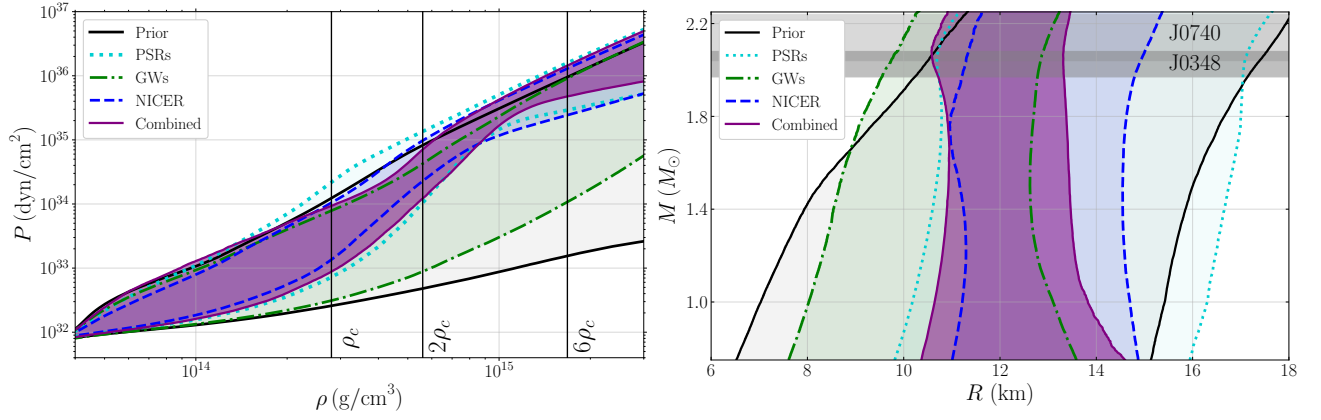 10^37
10^36
10^35
10^34
10^33
10^32
P (dyn/cm^2)
Prior
PSRs
GWs
NICER
Combined
ρ_c
2ρ_c
6ρ_c
10^14
10^15
ρ (g/cm^3)
2.2
1.8
1.4
1.0
M (M_⊙)
Prior
PSRs
GWs
NICER
Combined
J0740
J0348
6
8
10
12
14
16
18
R (km)